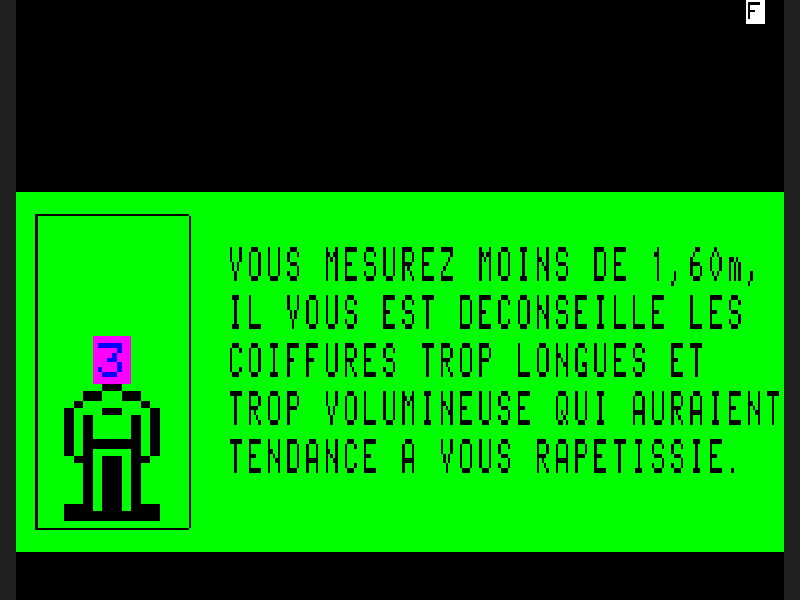 F
VOUS MESUREZ MOINS DE 1,60m,
IL VOUS EST DECONSEILLE LES
3
COIFFURES TROP LONGUES ET
TROP VOLUMINEUSE QUI AURAIENT
TENDANCE A VOUS RAPETISSIE.